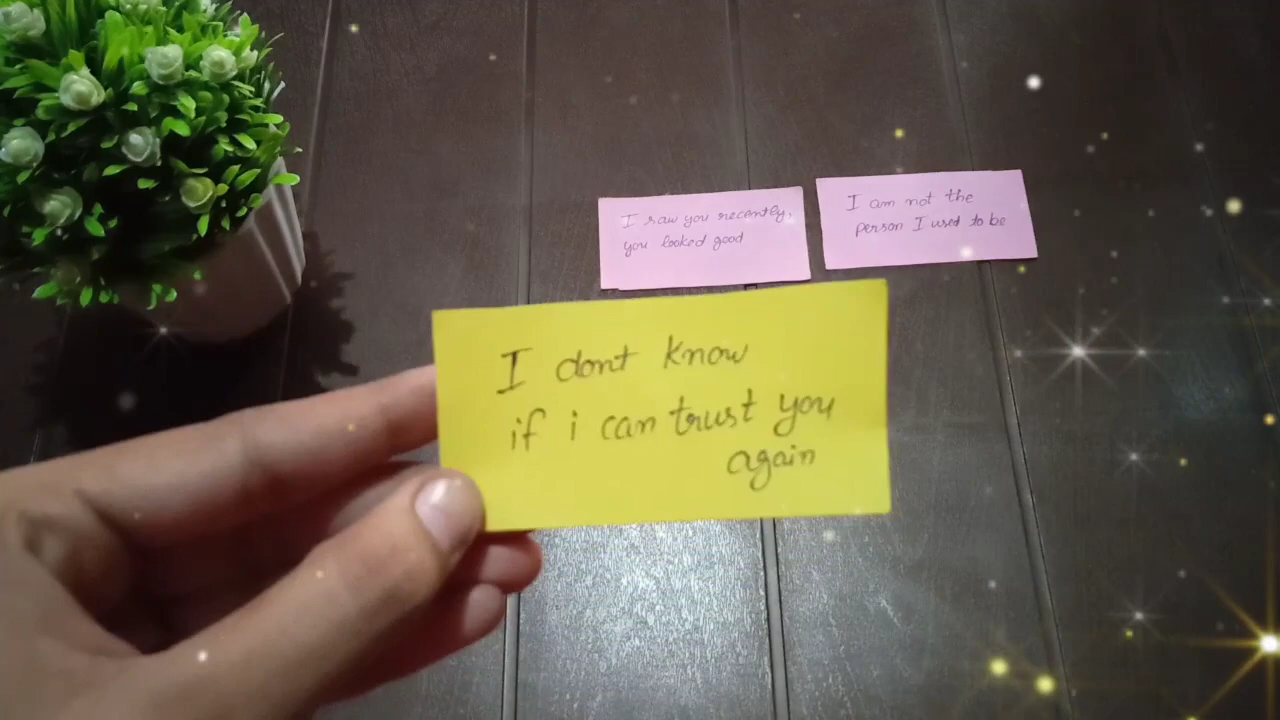 I saw you recently,
you looked good
I am not the
person I used to be
I dont know
if i can trust you
again